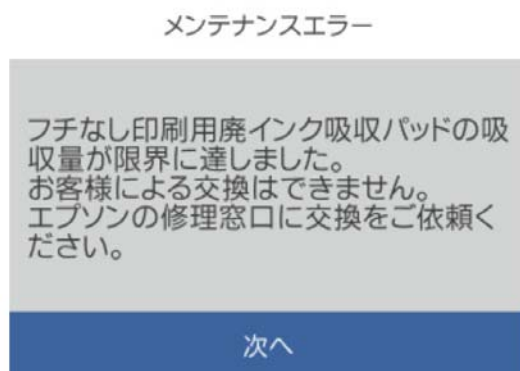 メンテナンスエラー
フチなし印刷用廃インク吸収パッドの吸
収量が限界に達しました。
お客様による交換はできません。
エプソンの修理窓口に交換をご依頼く
ださい。
次へ